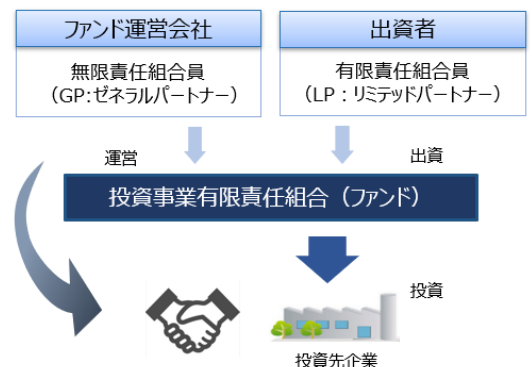 ファンド運営会社
無限責任組合員
（GP:ゼネラルパートナー）
出資者
有限責任組合員
（LP：リミテッドパートナー）
運営
出資
投資事業有限責任組合（ファンド）
投資
投資先企業